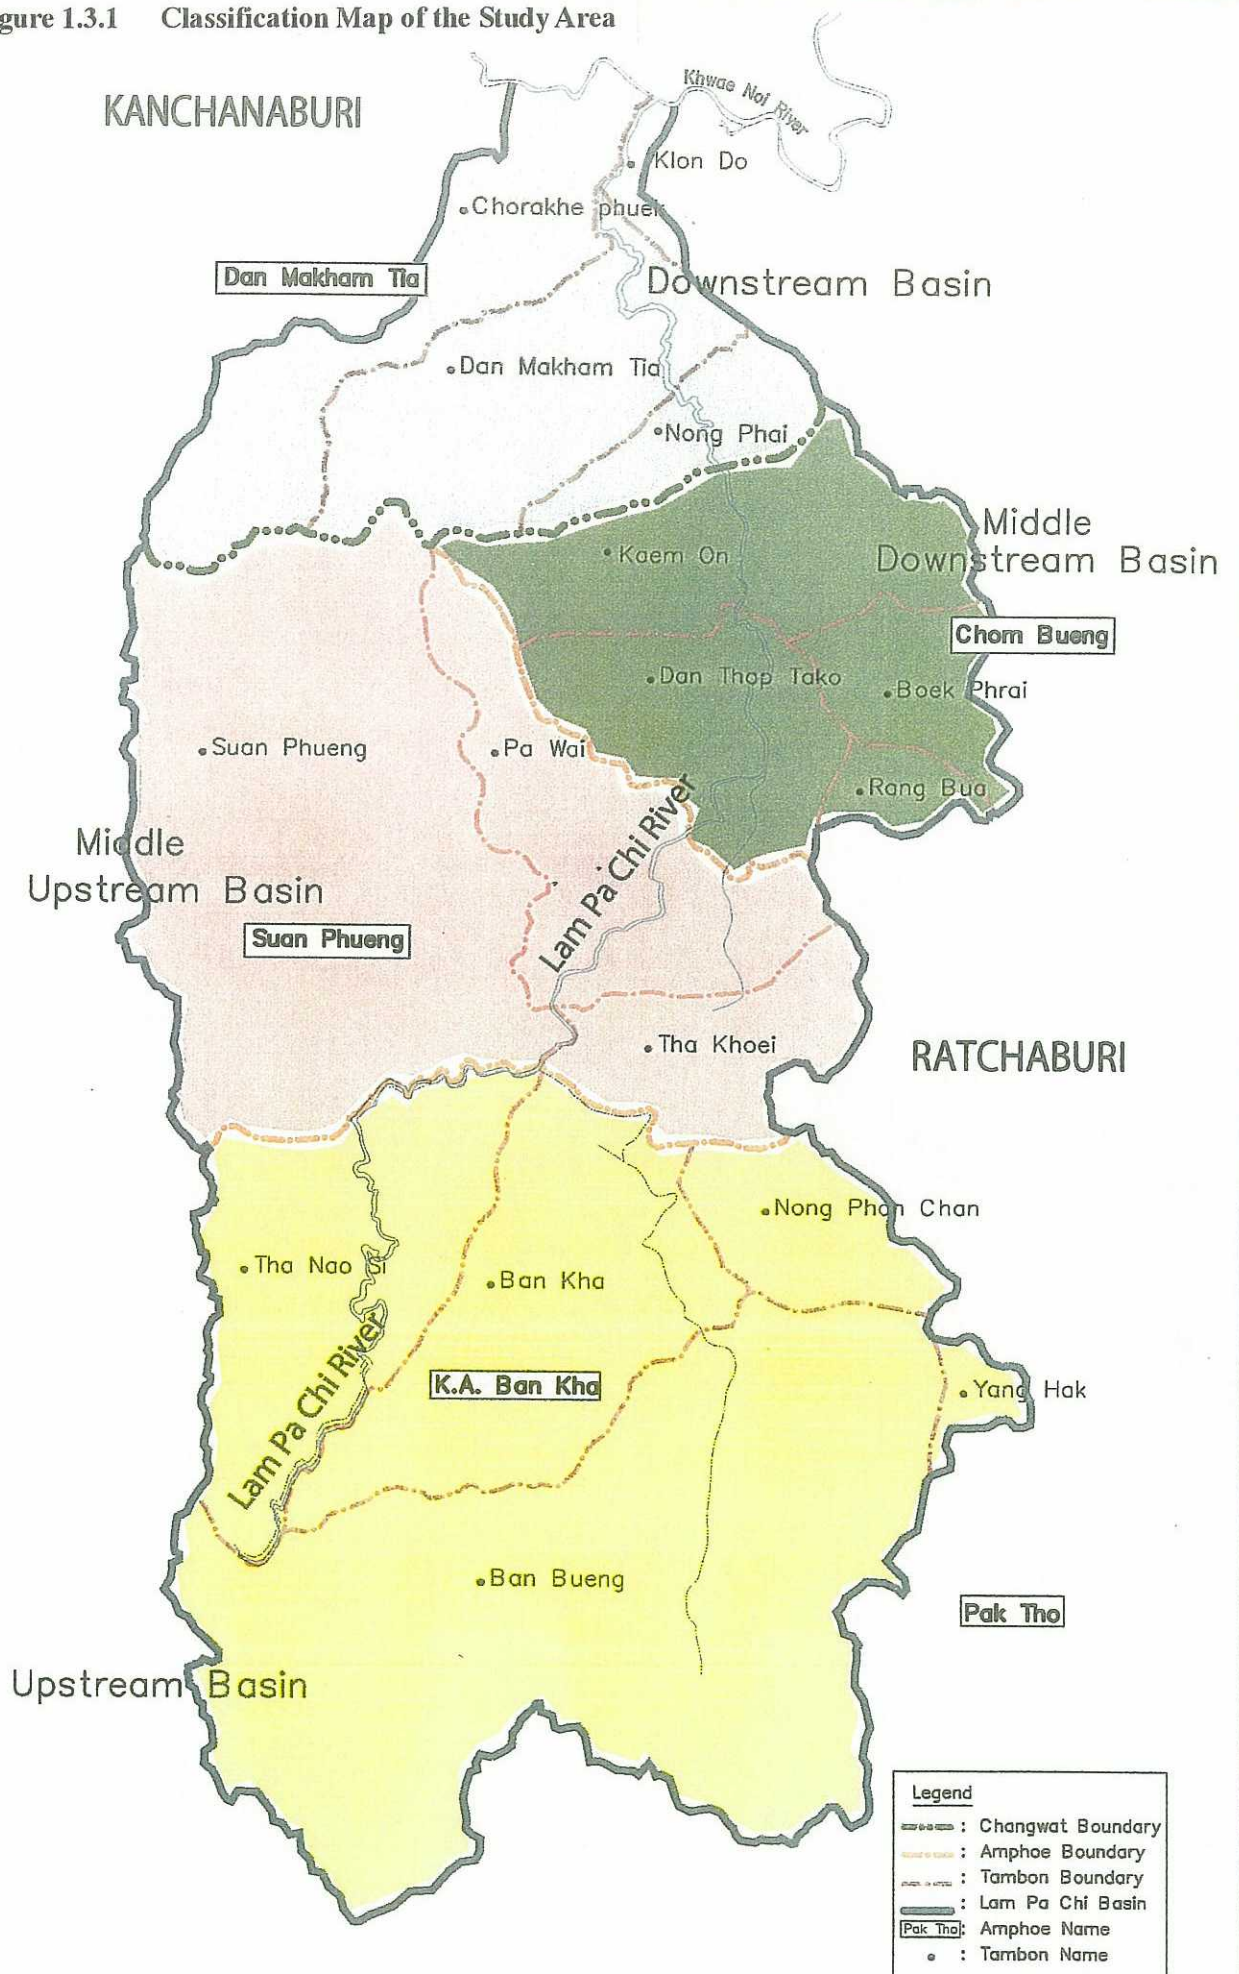 gure 1.3.1 Classification Map of the Study Area
KANCHANABURI
Khwae Noi River
Klon Do
Chorakhe phuek
Dan Makham Tia
Downstream Basin
Dan Makham Tia
Nong Phai
Middle
Downstream Basin
Kaem On
Chom Bueng
Dan Thop Tako
Boek Phrai
Suan Phueng
Pa Wai
Rang Bua
Lam Pa Chi River
Middle
Upstream Basin
Suan Phueng
Tha Khoei
RATCHABURI
Nong Phan Chan
Tha Nao Si
Ban Kha
Lam Pa Chi River
K.A. Ban Kha
Yang Hak
Ban Bueng
Pak Tho
Upstream Basin
Legend
: Changwat Boundary
: Amphoe Boundary
: Tambon Boundary
: Lam Pa Chi Basin
Pak Tho: Amphoe Name
: Tambon Name